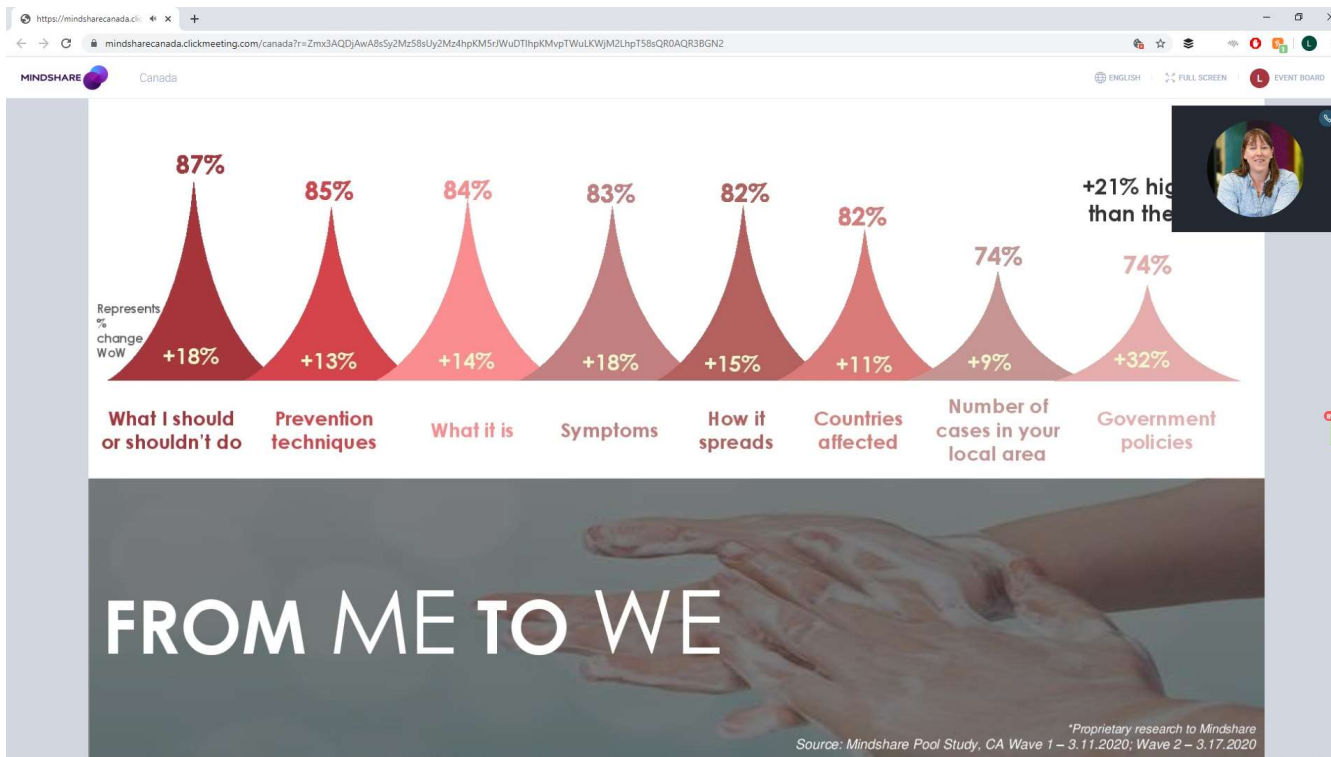 https://mindsharecanada.clic
mindsharecanada.clickmeeting.com/canada?r=Zmx3AQDjAwA8sSy2Mz58sUy2Mz4hpKM5rJWuDTIhpKMvpTWuLKWjM2LhpT58sQR0AQR3BGN2
MINDSHARE
Canada
ENGLISH
FULL SCREEN
L EVENT BOARD
87%
85%
84%
83%
82%
82%
74%
74%
+21%
than the
Represents
%
change
WoW
+18%
+13%
+14%
+18%
+15%
+11%
+9%
+32%
What I should
or shouldn't do
Prevention
techniques
What it is
Symptoms
How it
spreads
Countries
affected
Number of
cases in your
local area
Government
policies
FROM ME TO WE
*Proprietary research to Mindshare
Source: Mindshare Pool Study, CA Wave 1 – 3.11.2020; Wave 2 – 3.17.2020